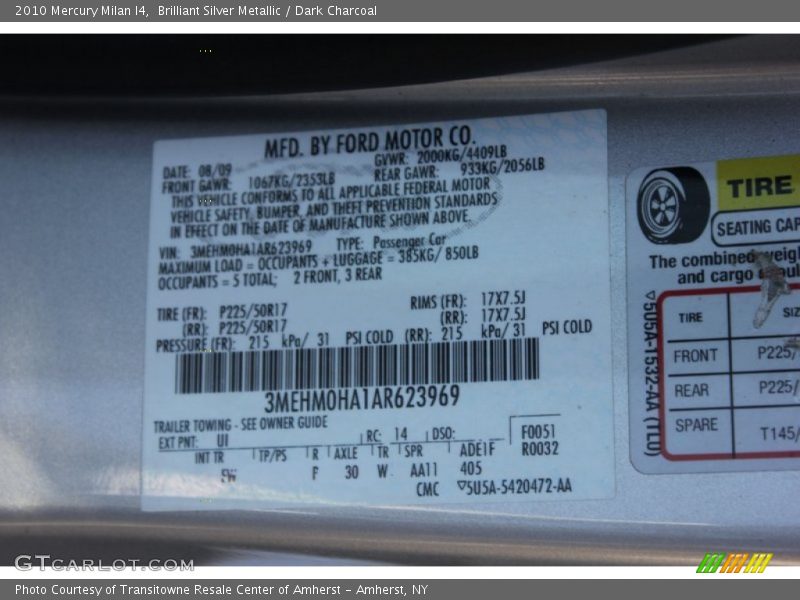 2010 Mercury Milan I4,  Brilliant Silver Metallic / Dark Charcoal
MFD. BY FORD MOTOR CO.
DATE: 08/09 GVWR: 2000KG/4409LB
FRONT GAWR: 1067KG/2353LB REAR GAWR: 933KG/2056LB
THIS VEHICLE CONFORMS TO ALL APPLICABLE FEDERAL MOTOR
VEHICLE SAFETY, BUMPER, AND THEFT PREVENTION STANDARDS
IN EFFECT ON THE DATE OF MANUFACTURE SHOWN ABOVE.
VIN: 3MEHM0HA1AR623969 TYPE: Passenger Car
MAXIMUM LOAD = OCCUPANTS + LUGGAGE = 385KG/ 850LB
OCCUPANTS = 5 TOTAL; 2 FRONT, 3 REAR
TIRE (FR): P225/50R17 RIMS (FR): 17X7.5J
(RR): P225/50R17 (RR): 17X7.5J
PRESSURE (FR): 215 kPa/ 31 PSI COLD (RR): 215 kPa/ 31 PSI COLD
3MEHM0HA1AR623969
TRAILER TOWING - SEE OWNER GUIDE
EXT PNT: UI RC: 14 DSO: F0051
INT TR TP/PS R AXLE TR SPR ADE1F R0032
F 30 W AA11 405
CMC ▽5U5A-5420472-AA
TIRE
SEATING CAP
The combined weigh
and cargo
▽5U5A-1532-AA (1L0)
TIRE SIZ
FRONT P225/
REAR P225/
SPARE T145/
GTCARLOT.COM
Photo Courtesy of Transitowne Resale Center of Amherst - Amherst, NY